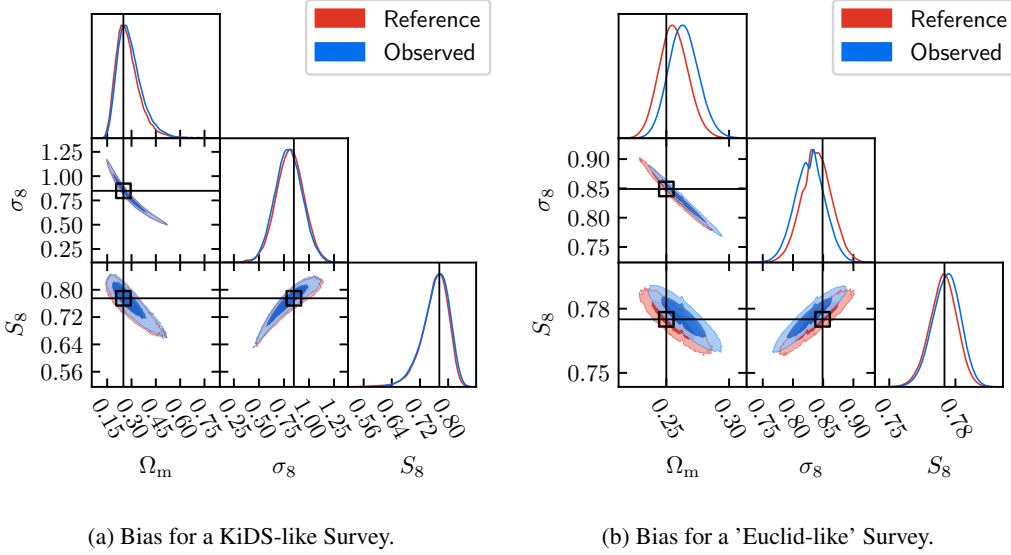 Reference
Observed
Reference
Observed
σ8
1.25
1.00
0.75
0.50
S8
0.80
0.72
0.64
0.56
0.15
0.30
0.45
0.60
0.75
0.25
0.50
0.75
1.00
1.25
0.56
0.64
0.72
0.80
Ωm
σ8
S8
σ8
0.90
0.85
0.80
0.75
S8
0.78
0.75
0.25
0.30
0.75
0.80
0.85
0.90
0.75
0.78
Ωm
σ8
S8
(a) Bias for a KiDS-like Survey.
(b) Bias for a 'Euclid-like' Survey.